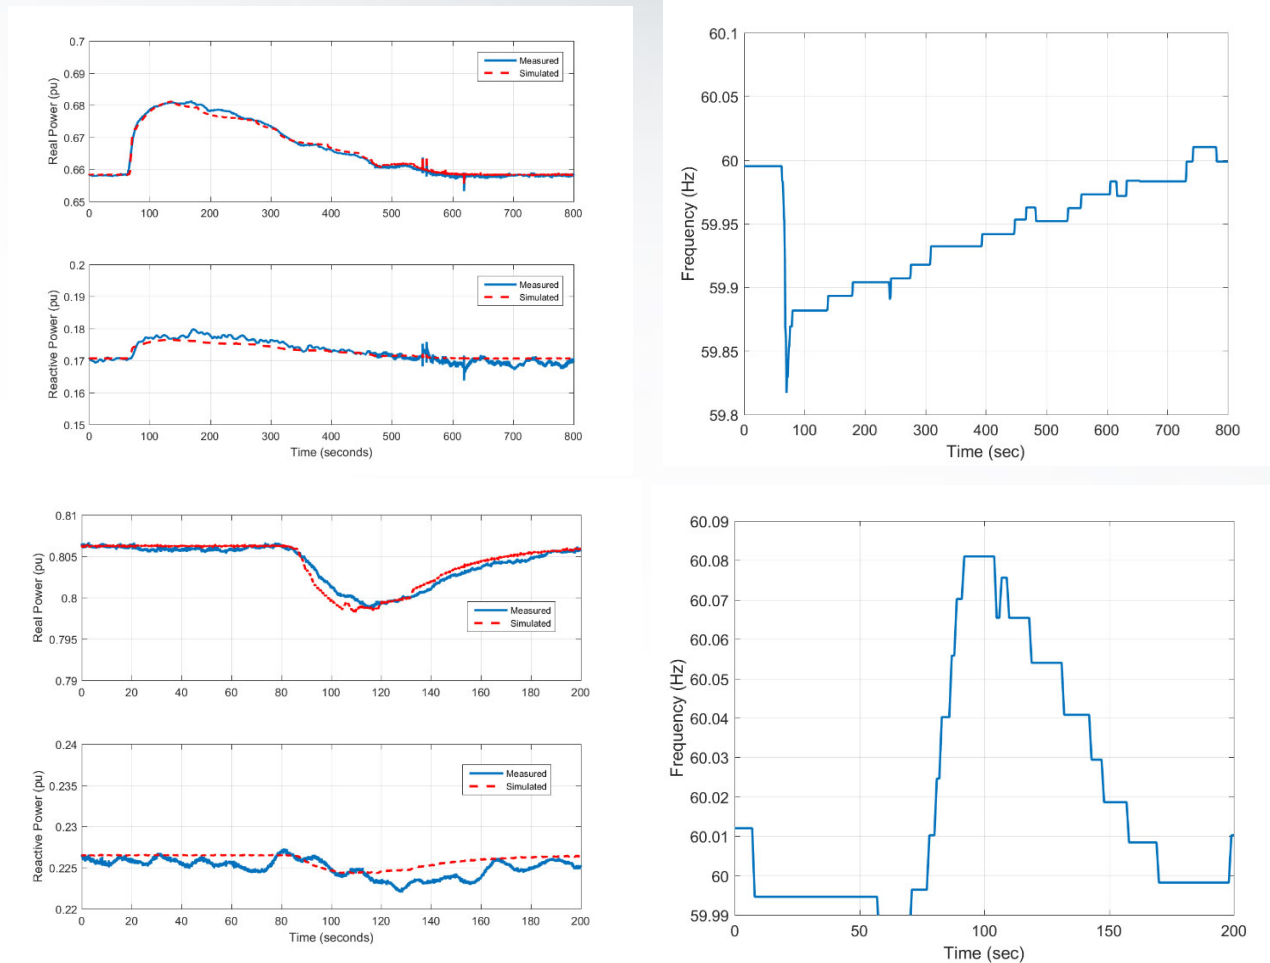 0.7
0.69
0.68
0.67
0.66
0.65
Real Power (pu)
Measured
Simulated
0 100 200 300 400 500 600 700 800
0.2
0.19
0.18
0.17
0.16
0.15
Reactive Power (pu)
Measured
Simulated
0 100 200 300 400 500 600 700 800
Time (seconds)
60.1
60.05
60
59.95
59.9
59.85
59.8
Frequency (Hz)
0 100 200 300 400 500 600 700 800
Time (sec)
0.81
0.805
0.8
0.795
0.79
Real Power (pu)
Measured
Simulated
0 20 40 60 80 100 120 140 160 180 200
0.24
0.235
0.23
0.225
0.22
Reactive Power (pu)
Measured
Simulated
0 20 40 60 80 100 120 140 160 180 200
Time (seconds)
60.09
60.08
60.07
60.06
60.05
60.04
60.03
60.02
60.01
60
59.99
Frequency (Hz)
0 50 100 150 200
Time (sec)